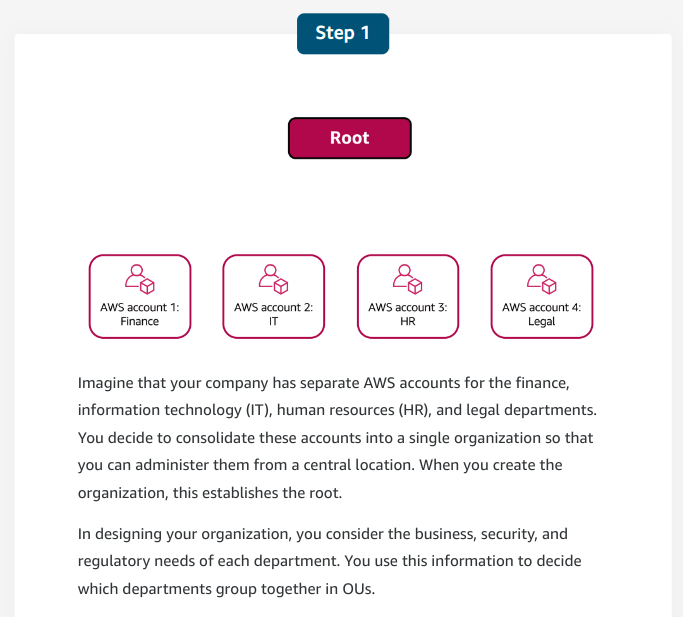 Step 1
Root
AWS account 1:
Finance
AWS account 2:
IT
AWS account 3:
HR
AWS account 4:
Legal
Imagine that your company has separate AWS accounts for the finance,
information technology (IT), human resources (HR), and legal departments.
You decide to consolidate these accounts into a single organization so that
you can administer them from a central location. When you create the
organization, this establishes the root.
In designing your organization, you consider the business, security, and
regulatory needs of each department. You use this information to decide
which departments group together in OUs.